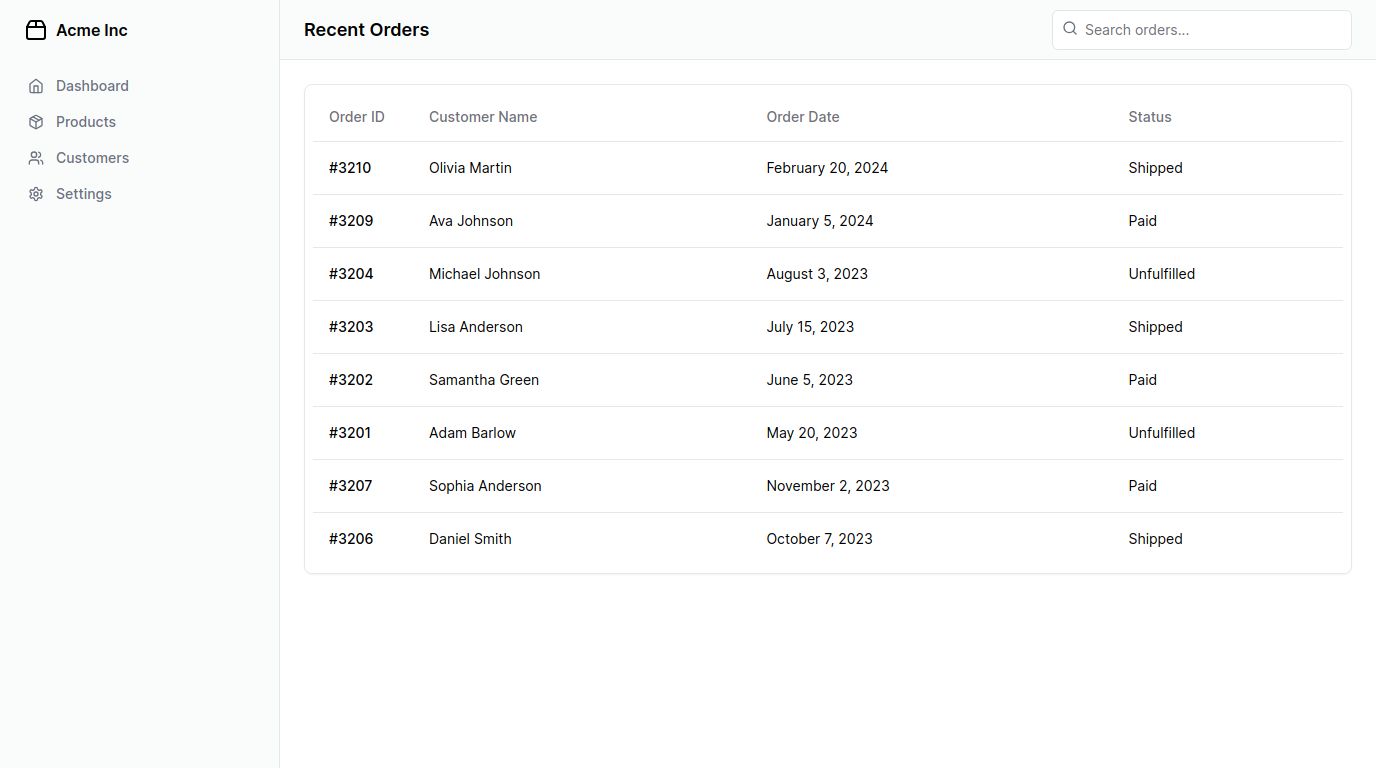 Acme Inc
Dashboard
Products
Customers
Settings
Recent Orders
Search orders...
Order ID Customer Name Order Date Status
#3210 Olivia Martin February 20, 2024 Shipped
#3209 Ava Johnson January 5, 2024 Paid
#3204 Michael Johnson August 3, 2023 Unfulfilled
#3203 Lisa Anderson July 15, 2023 Shipped
#3202 Samantha Green June 5, 2023 Paid
#3201 Adam Barlow May 20, 2023 Unfulfilled
#3207 Sophia Anderson November 2, 2023 Paid
#3206 Daniel Smith October 7, 2023 Shipped